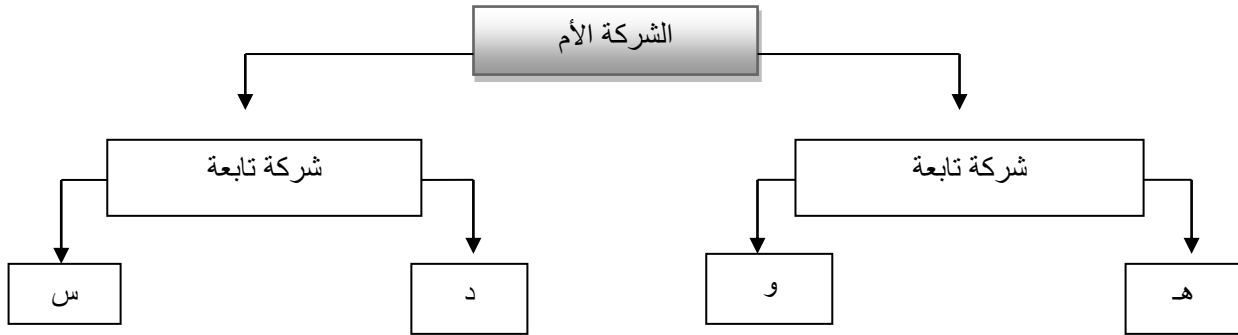 الشركة الأم
شركة تابعة
شركة تابعة
هـ
و
د
س